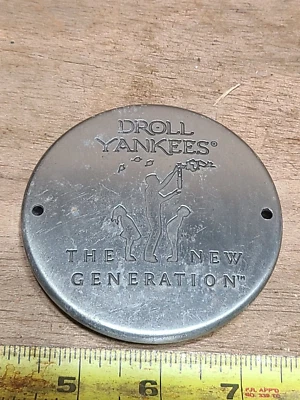 DROLL
YANKEES®
THE NEW
GENERATION™
5 6 7